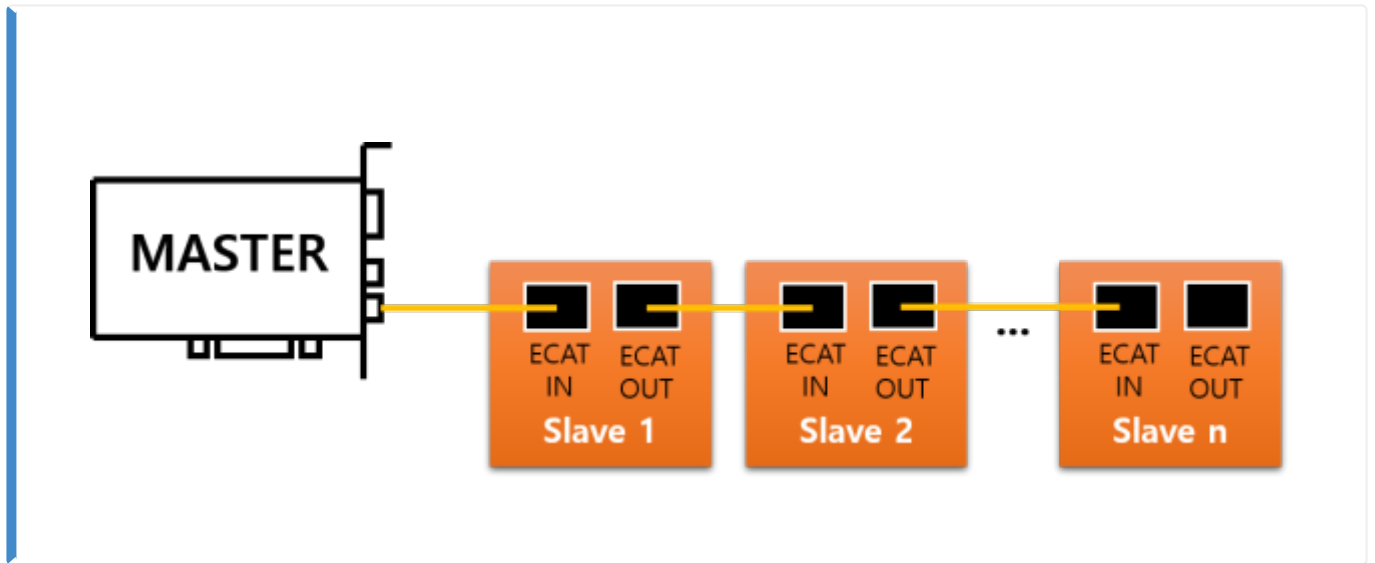 MASTER
ECAT
IN
ECAT
OUT
Slave 1
ECAT
IN
ECAT
OUT
Slave 2
...
ECAT
IN
ECAT
OUT
Slave n